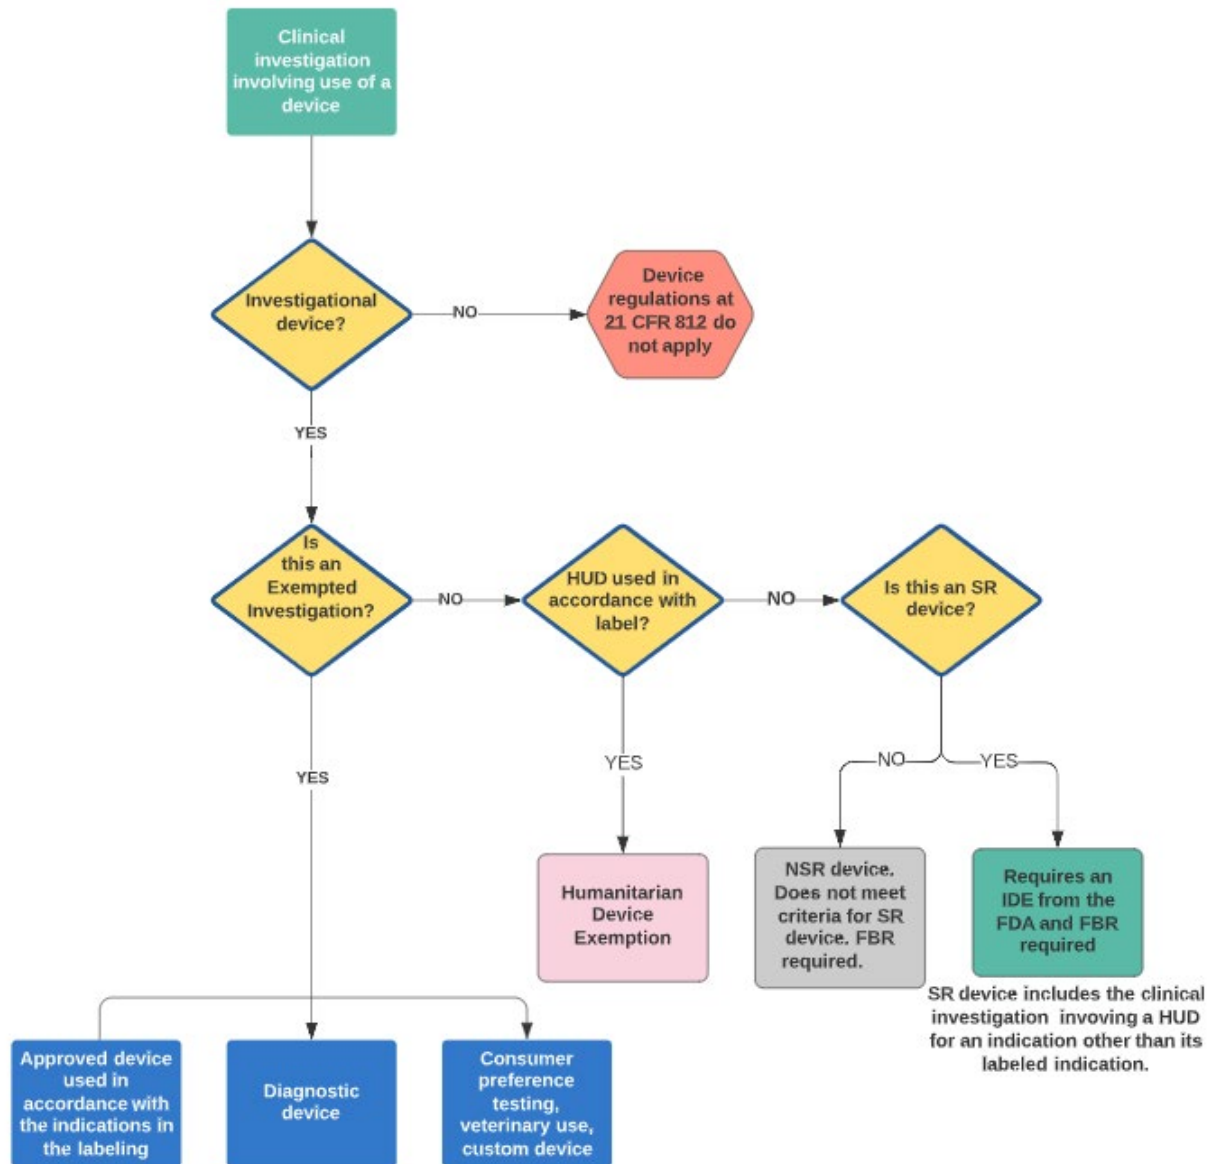 Clinical
investigation
involving use of a
device
Investigational
device?
NO
Device
regulations at
21 CFR 812 do
not apply
YES
Is
this an
Exempted
Investigation?
NO
HUD used in
accordance with
label?
NO
Is this an SR
device?
YES
YES
NO
YES
Humanitarian
Device
Exemption
NSR device.
Does not meet
criteria for SR
device. FBR
required.
Requires an
IDE from the
FDA and FBR
required
SR device includes the clinical
investigation invoving a HUD
for an indication other than its
labeled indication.
Approved device
used in
accordance with
the indications in
the labeling
Diagnostic
device
Consumer
preference
testing,
veterinary use,
custom device